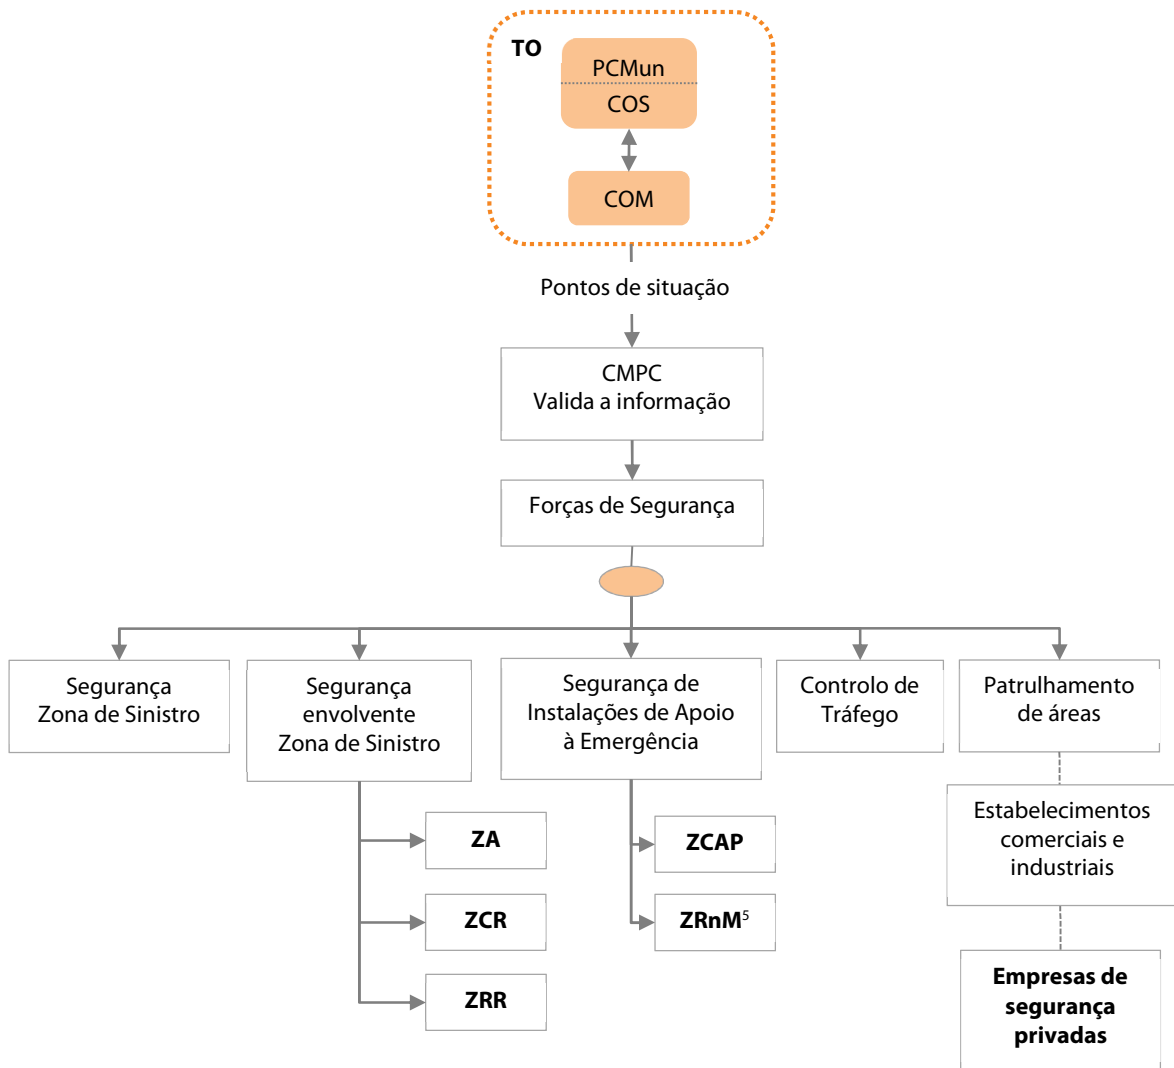 TO
PCMun
COS
COM
Pontos de situação
CMPC
Valida a informação
Forças de Segurança
Segurança
Zona de Sinistro
Segurança
envolvente
Zona de Sinistro
Segurança de
Instalações de Apoio
à Emergência
Controlo de
Tráfego
Patrulhamento
de áreas
ZA
ZCR
ZRR
ZCAP
ZRnM⁵
Estabelecimentos
comerciais e
industriais
Empresas de
segurança
privadas